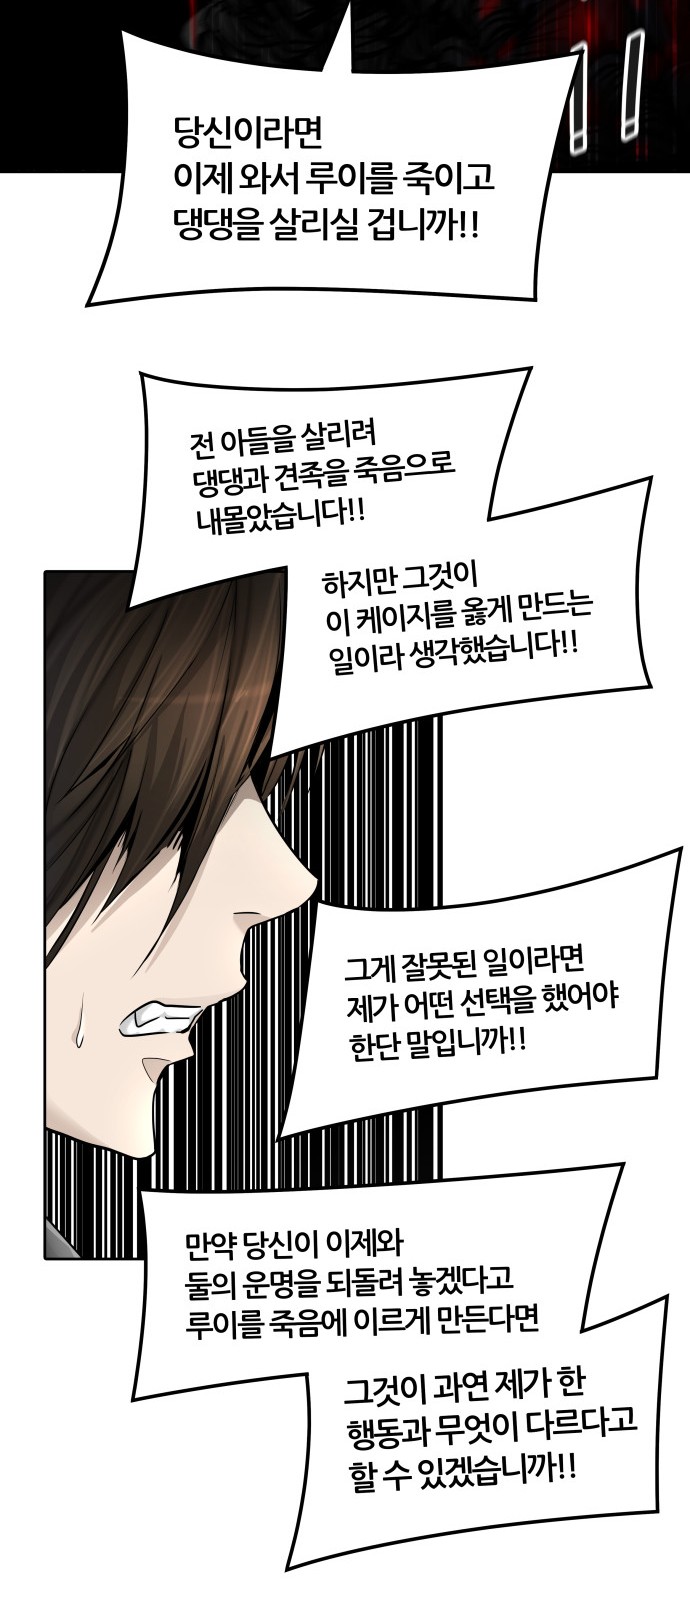 당신이라면
이제 와서 루이를 죽이고
댕댕을 살리실 겁니까!!
전 아들을 살리려
댕댕과 견족을 죽음으로
내몰았습니다!!
하지만 그것이
이 케이지를 옳게 만드는
일이라 생각했습니다!!
그게 잘못된 일이라면
제가 어떤 선택을 했어야
한단 말입니까!!
만약 당신이 이제와
둘의 운명을 되돌려 놓겠다고
루이를 죽음에 이르게 만든다면
그것이 과연 제가 한
행동과 무엇이 다르다고
할 수 있겠습니까!!